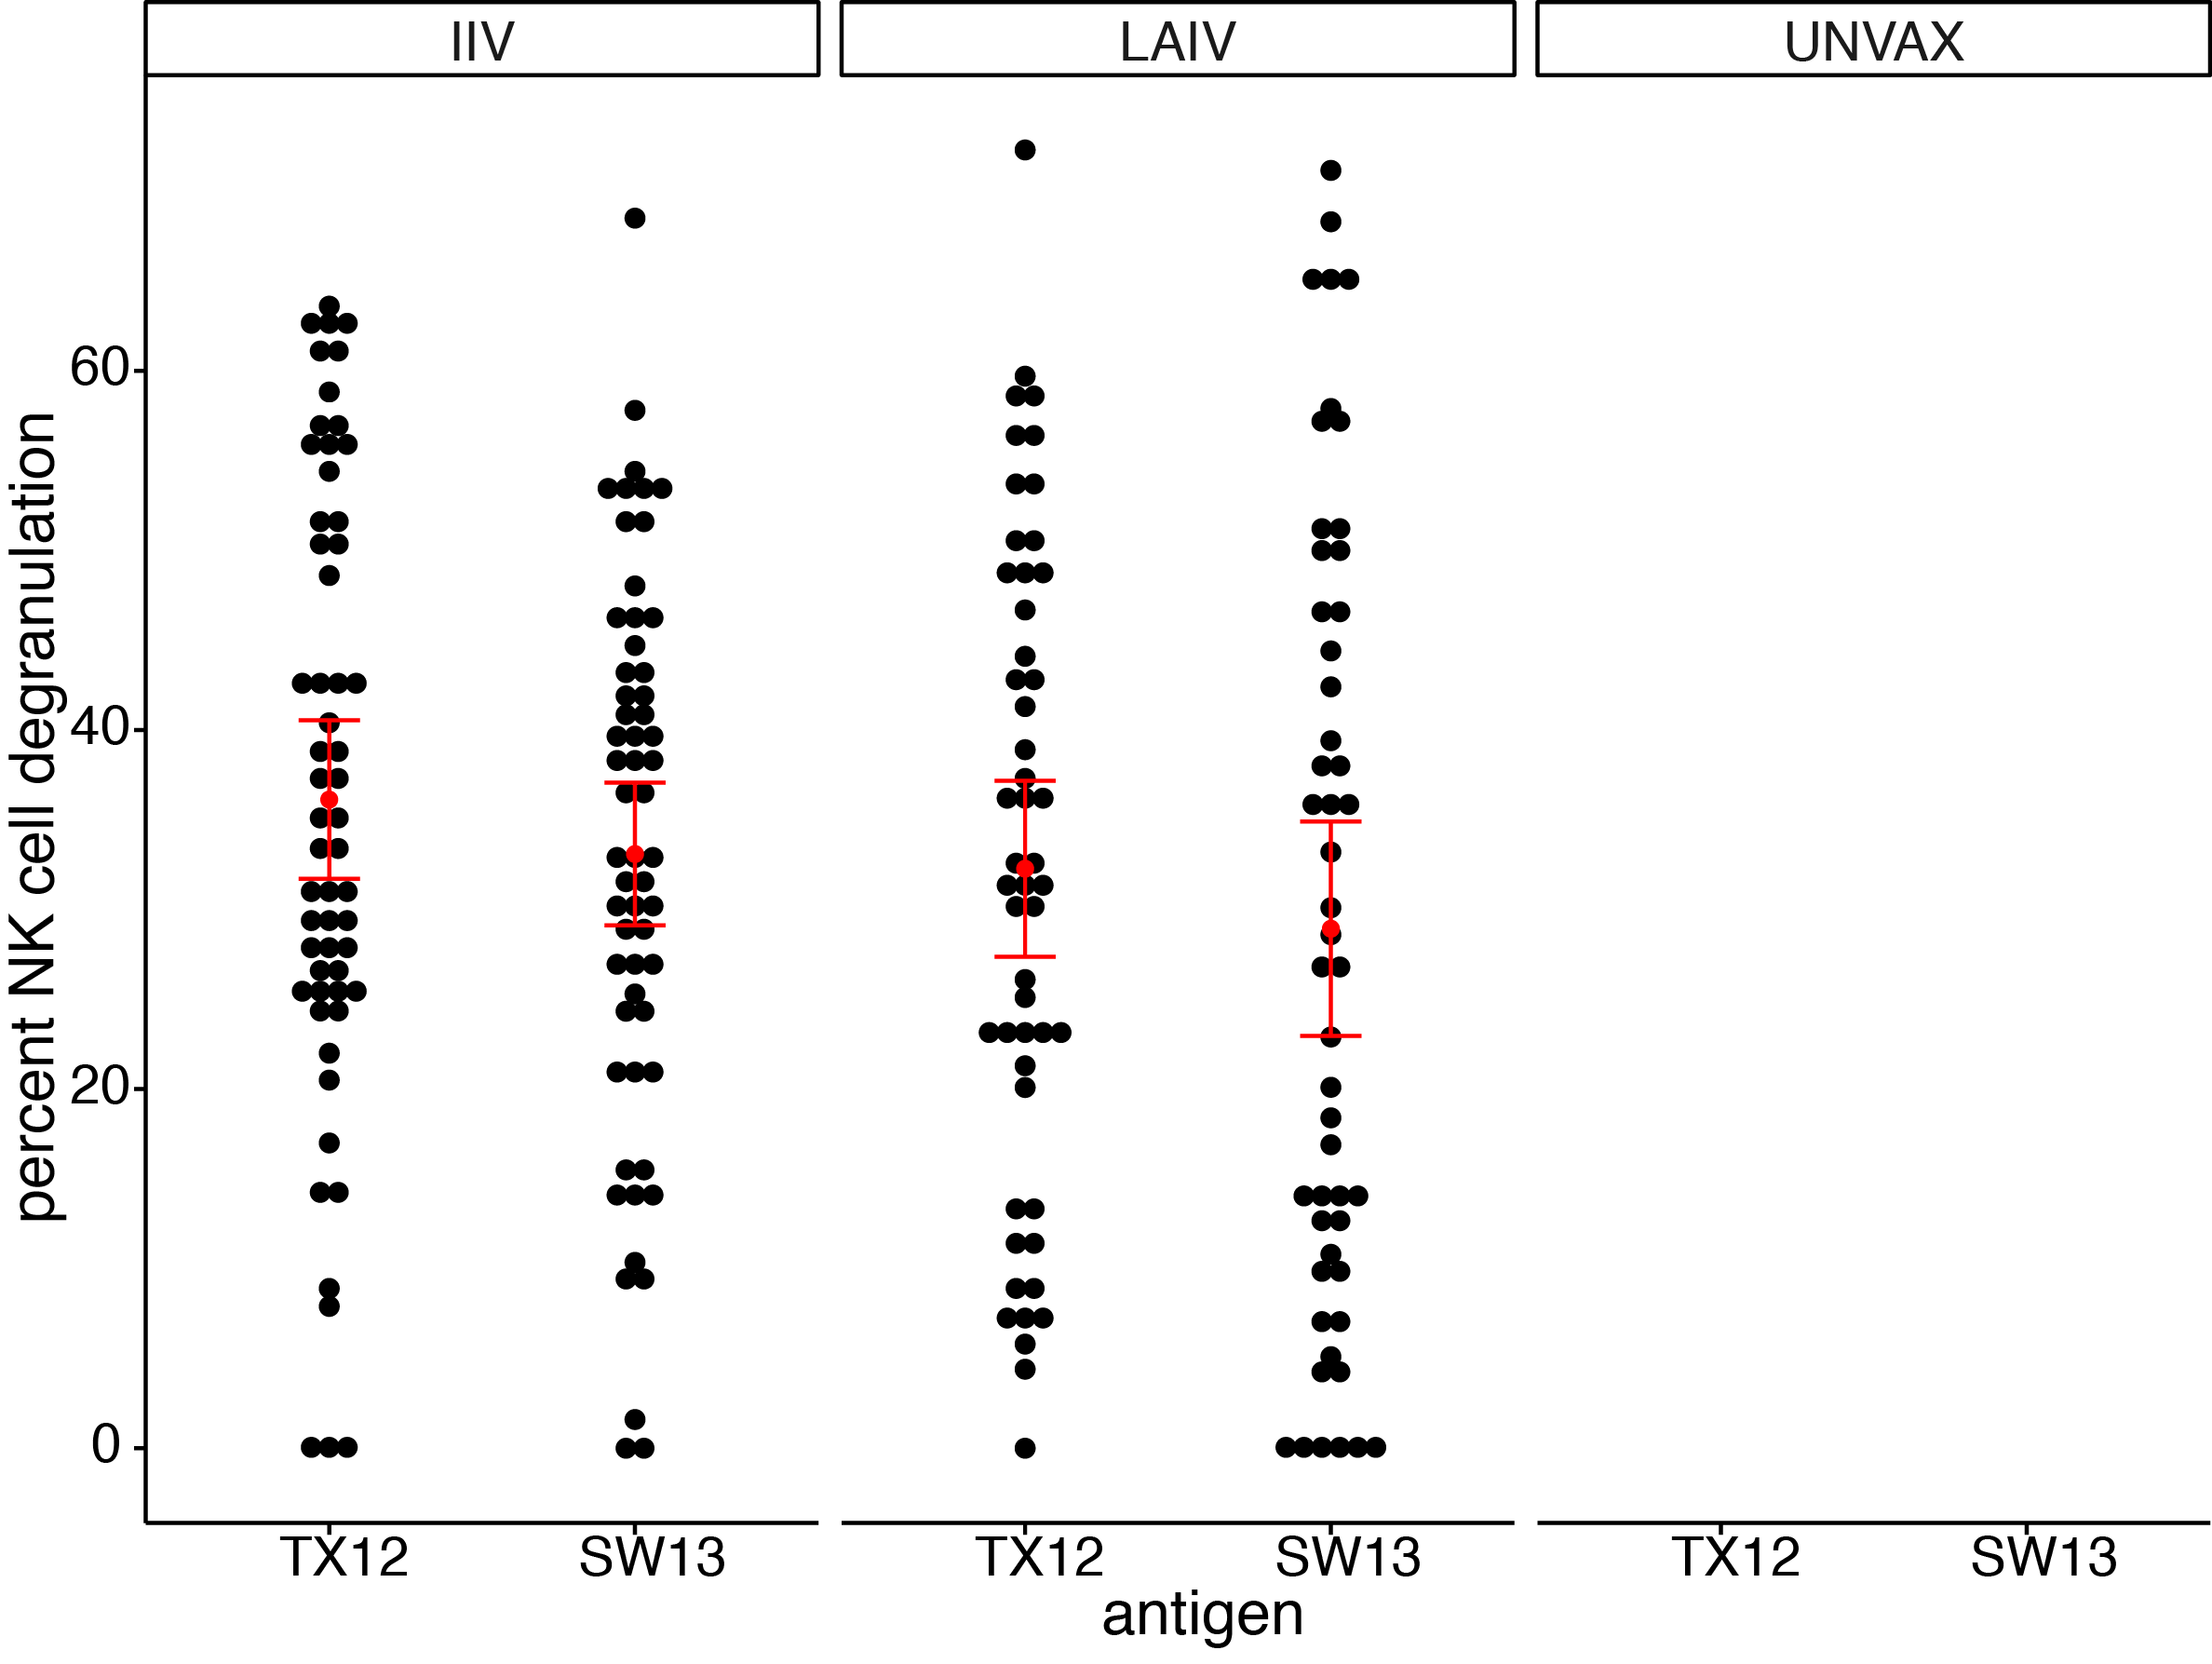 IIV LAIV UNVAX
percent NK cell degranulation
60
40
20
0
TX12 SW13 TX12 SW13 TX12 SW13
antigen